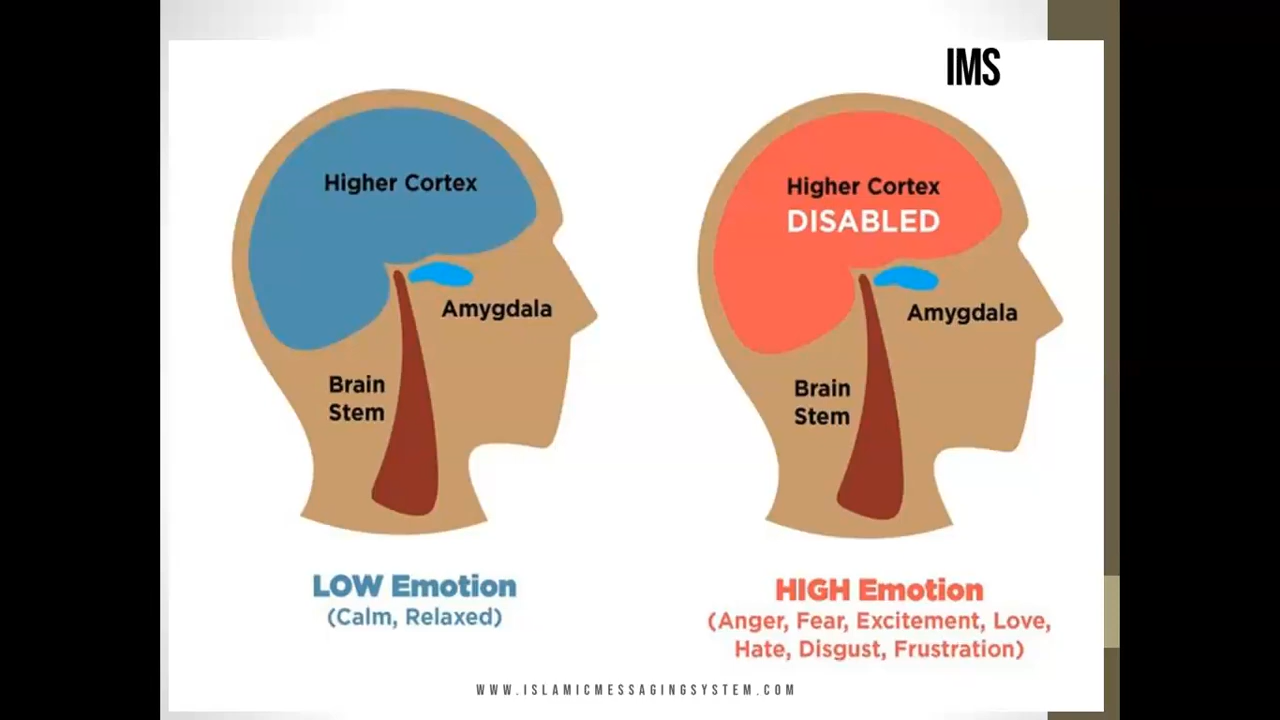 IMS
Higher Cortex
Amygdala
Brain
Stem
LOW Emotion
(Calm, Relaxed)
Higher Cortex
DISABLED
Amygdala
Brain
Stem
HIGH Emotion
(Anger, Fear, Excitement, Love,
Hate, Disgust, Frustration)
WWW.ISLAMICMESSAGINGSYSTEM.COM